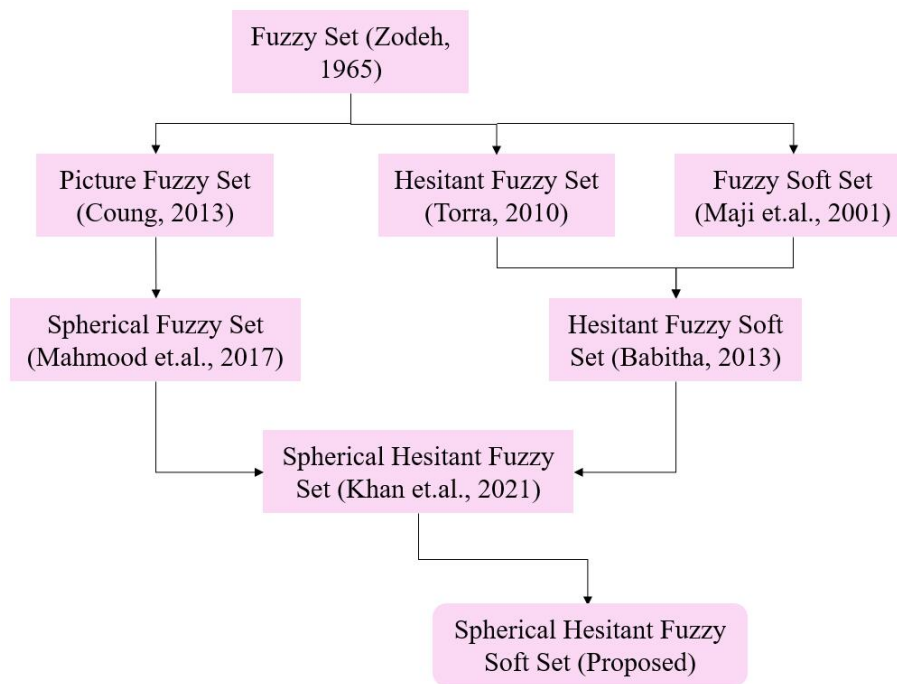 Fuzzy Set (Zodeh,
1965)
Picture Fuzzy Set
(Coung, 2013)
Hesitant Fuzzy Set
(Torra, 2010)
Fuzzy Soft Set
(Maji et.al., 2001)
Spherical Fuzzy Set
(Mahmood et.al., 2017)
Hesitant Fuzzy Soft
Set (Babitha, 2013)
Spherical Hesitant Fuzzy
Set (Khan et.al., 2021)
Spherical Hesitant Fuzzy
Soft Set (Proposed)